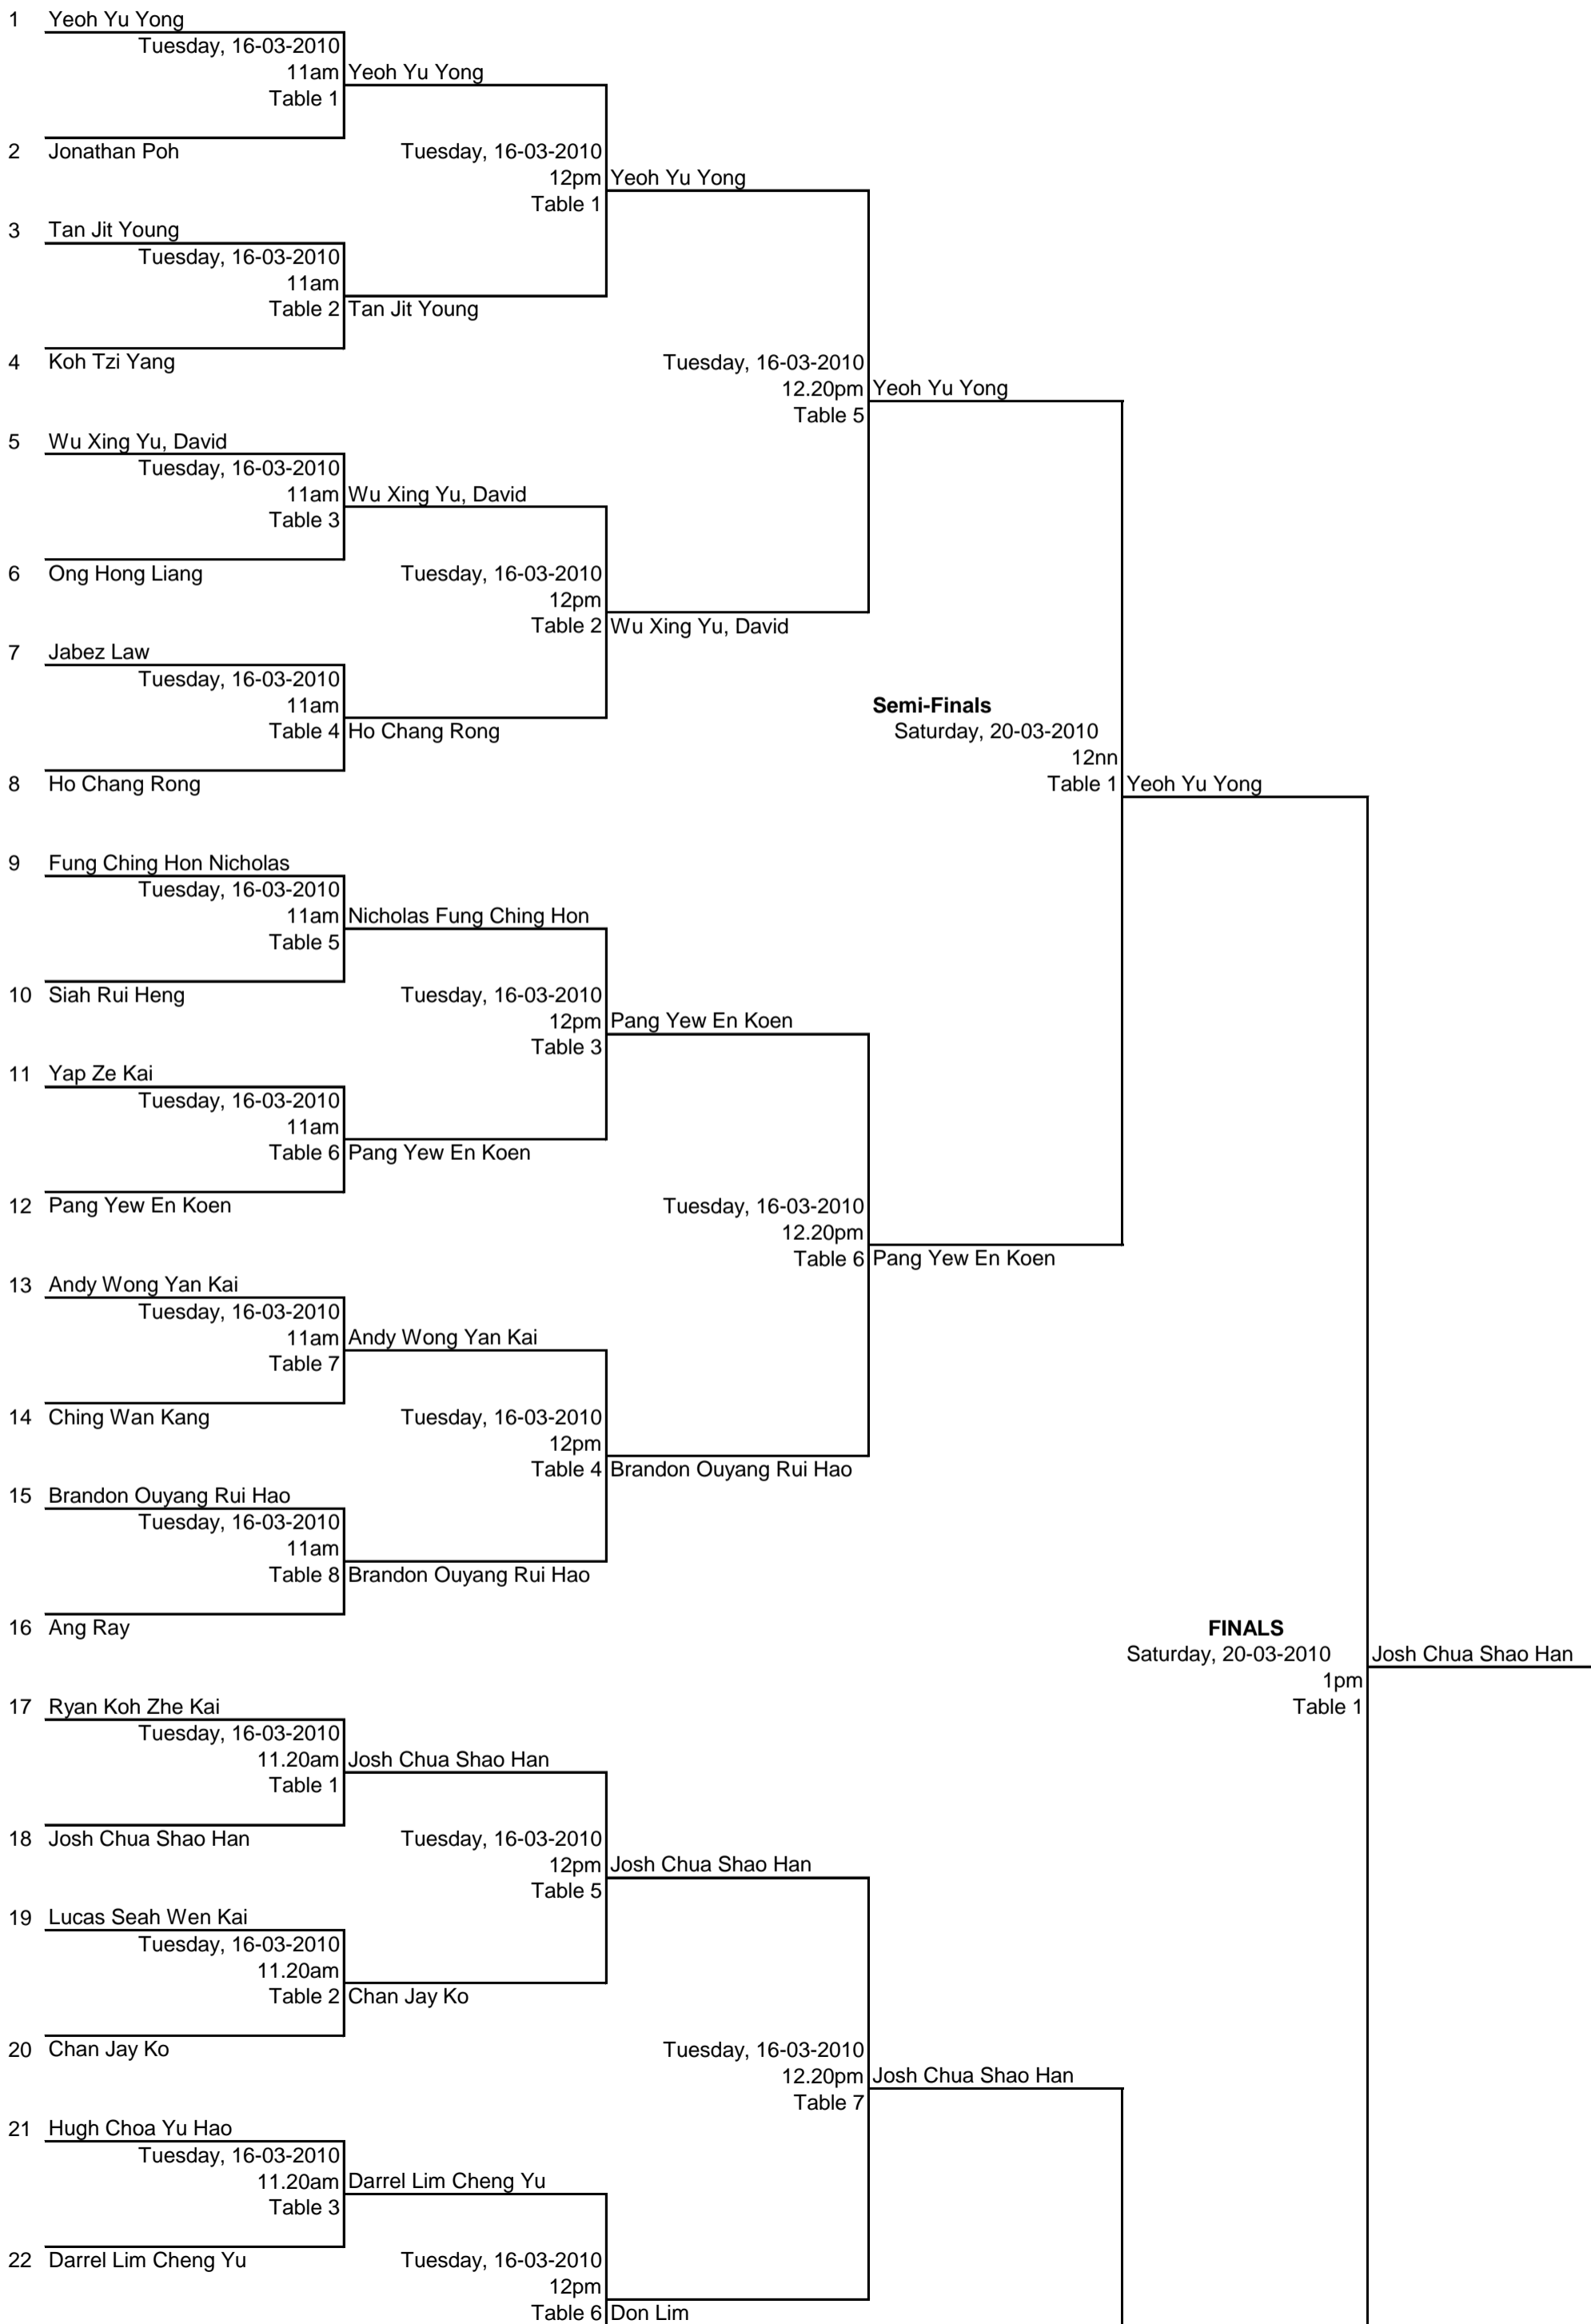 1 Yeoh Yu Yong
Tuesday, 16-03-2010
11am Yeoh Yu Yong
Table 1
2 Jonathan Poh Tuesday, 16-03-2010
12pm Yeoh Yu Yong
Table 1
3 Tan Jit Young
Tuesday, 16-03-2010
11am
Table 2 Tan Jit Young
4 Koh Tzi Yang Tuesday, 16-03-2010
12.20pm Yeoh Yu Yong
Table 5
5 Wu Xing Yu, David
Tuesday, 16-03-2010
11am Wu Xing Yu, David
Table 3
6 Ong Hong Liang Tuesday, 16-03-2010
12pm
Table 2 Wu Xing Yu, David
7 Jabez Law
Tuesday, 16-03-2010
11am Semi-Finals
Table 4 Ho Chang Rong Saturday, 20-03-2010
12nn
8 Ho Chang Rong Table 1 Yeoh Yu Yong
9 Fung Ching Hon Nicholas
Tuesday, 16-03-2010
11am Nicholas Fung Ching Hon
Table 5
10 Siah Rui Heng Tuesday, 16-03-2010
12pm Pang Yew En Koen
Table 3
11 Yap Ze Kai
Tuesday, 16-03-2010
11am
Table 6 Pang Yew En Koen
12 Pang Yew En Koen Tuesday, 16-03-2010
12.20pm
Table 6 Pang Yew En Koen
13 Andy Wong Yan Kai
Tuesday, 16-03-2010
11am Andy Wong Yan Kai
Table 7
14 Ching Wan Kang Tuesday, 16-03-2010
12pm
Table 4 Brandon Ouyang Rui Hao
15 Brandon Ouyang Rui Hao
Tuesday, 16-03-2010
11am
Table 8 Brandon Ouyang Rui Hao
16 Ang Ray FINALS
Saturday, 20-03-2010 Josh Chua Shao Han
1pm
17 Ryan Koh Zhe Kai Table 1
Tuesday, 16-03-2010
11.20am Josh Chua Shao Han
Table 1
18 Josh Chua Shao Han Tuesday, 16-03-2010
12pm Josh Chua Shao Han
Table 5
19 Lucas Seah Wen Kai
Tuesday, 16-03-2010
11.20am
Table 2 Chan Jay Ko
20 Chan Jay Ko Tuesday, 16-03-2010
12.20pm Josh Chua Shao Han
Table 7
21 Hugh Choa Yu Hao
Tuesday, 16-03-2010
11.20am Darrel Lim Cheng Yu
Table 3
22 Darrel Lim Cheng Yu Tuesday, 16-03-2010
12pm
Table 6 Don Lim